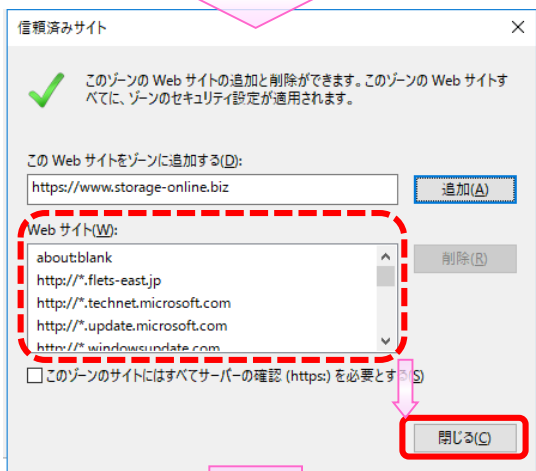 信頼済みサイト
このゾーンの Web サイトの追加と削除ができます。このゾーンの Web サイトす
べてに、ゾーンのセキュリティ設定が適用されます。
この Web サイトをゾーンに追加する(D):
https://www.storage-online.biz
追加(A)
Web サイト(W):
about:blank
削除(R)
http://*.flets-east.jp
http://*.technet.microsoft.com
http://*.update.microsoft.com
http://*.windowsupdate.com
このゾーンのサイトにはすべてサーバーの確認 (https:) を必要とする(S)
閉じる(C)